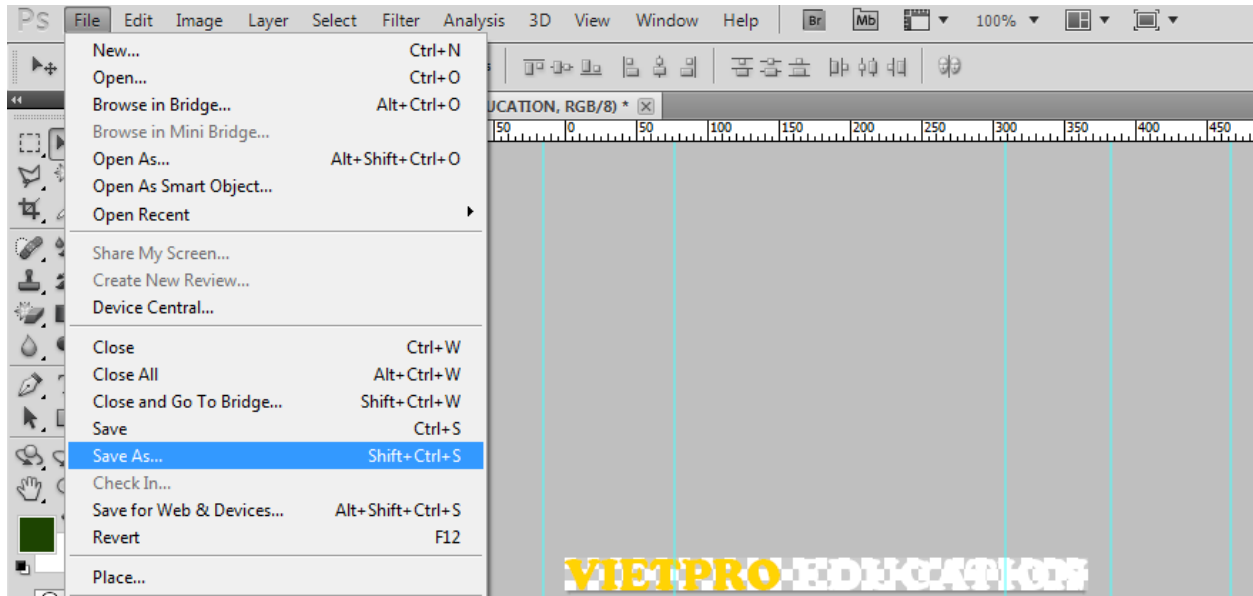 Ps File Edit Image Layer Select Filter Analysis 3D View Window Help Br Mb 100%
New... Ctrl+N
Open... Ctrl+O
Browse in Bridge... Alt+Ctrl+O
UCATION, RGB/8) *
Browse in Mini Bridge...
50 0 50 100 150 200 250 300 350 400 450
Open As... Alt+Shift+Ctrl+O
Open As Smart Object...
Open Recent
Share My Screen...
Create New Review...
Device Central...
Close Ctrl+W
Close All Alt+Ctrl+W
Close and Go To Bridge... Shift+Ctrl+W
Save Ctrl+S
Save As... Shift+Ctrl+S
Check In...
Save for Web & Devices... Alt+Shift+Ctrl+S
Revert F12
Place...
VIETPRO EDUCATION